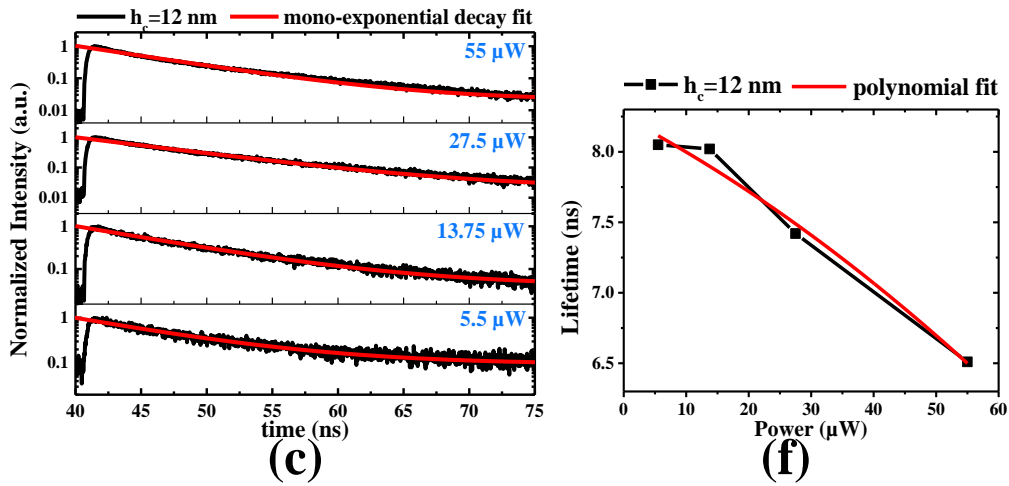 h_c=12 nm mono-exponential decay fit
Normalized Intensity (a.u.)
1
0.1
0.01
55 µW
1
0.1
0.01
27.5 µW
1
0.1
13.75 µW
1
0.1
5.5 µW
40 45 50 55 60 65 70 75
time (ns)
(c)
h_c=12 nm polynomial fit
Lifetime (ns)
8.0
7.5
7.0
6.5
0 10 20 30 40 50 60
Power (µW)
(f)